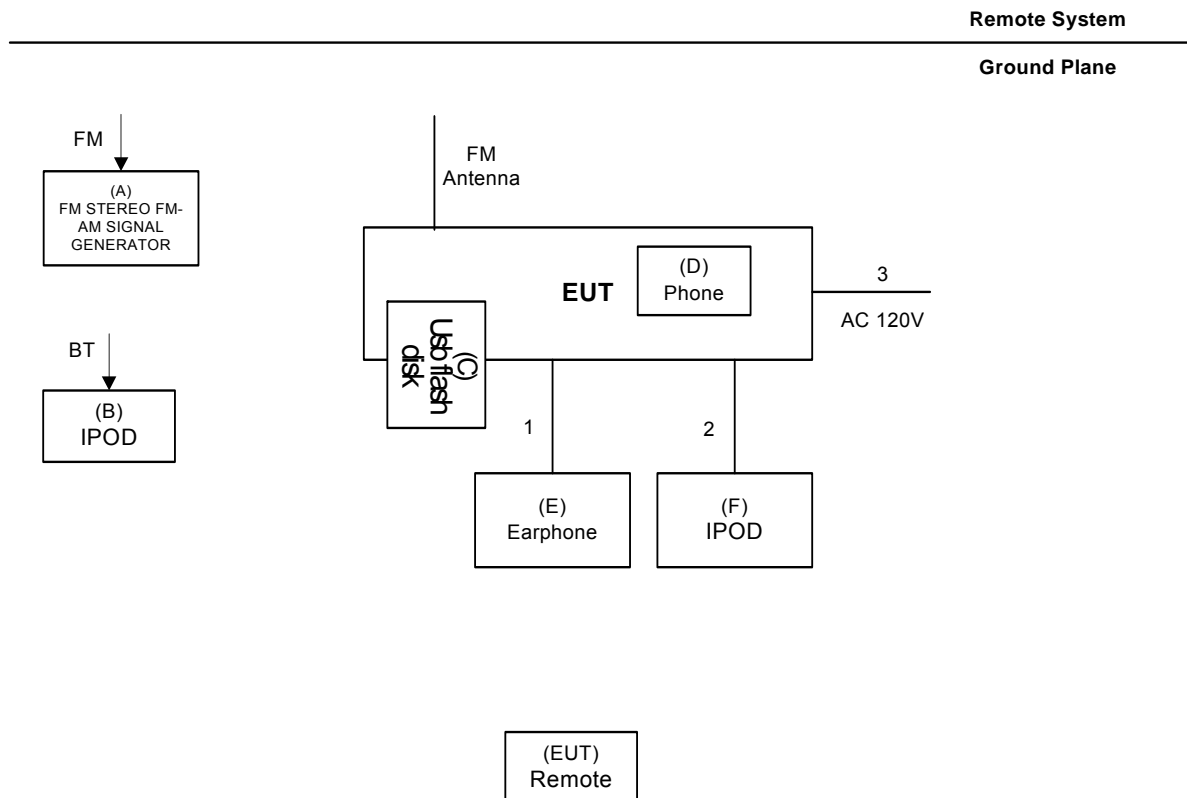 Remote System
Ground Plane
FM
(A)
FM STEREO FM-
AM SIGNAL
GENERATOR
FM
Antenna
EUT
(D)
Phone
3
AC 120V
(C)
Usb flash
disk
BT
(B)
IPOD
1
2
(E)
Earphone
(F)
IPOD
(EUT)
Remote